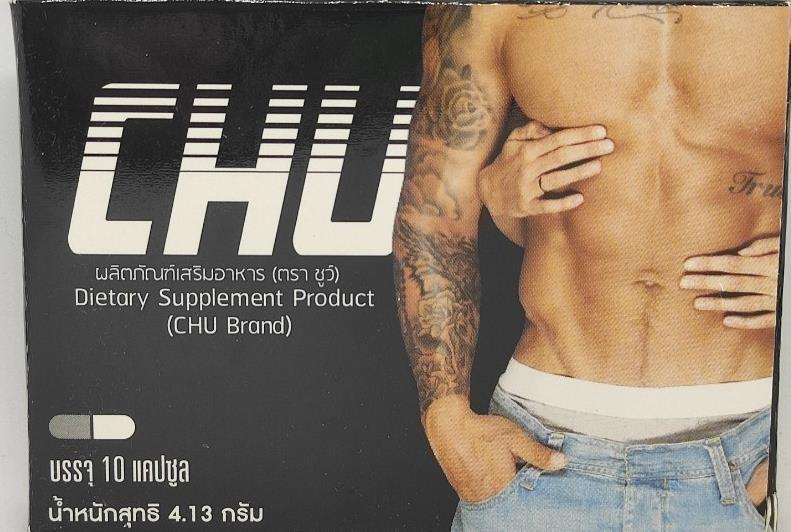 CHU
ผลิตภัณฑ์เสริมอาหาร (ตรา ชูว์)
Dietary Supplement Product
(CHU Brand)
บรรจุ 10 แคปซูล
น้ำหนักสุทธิ 4.13 กรัม